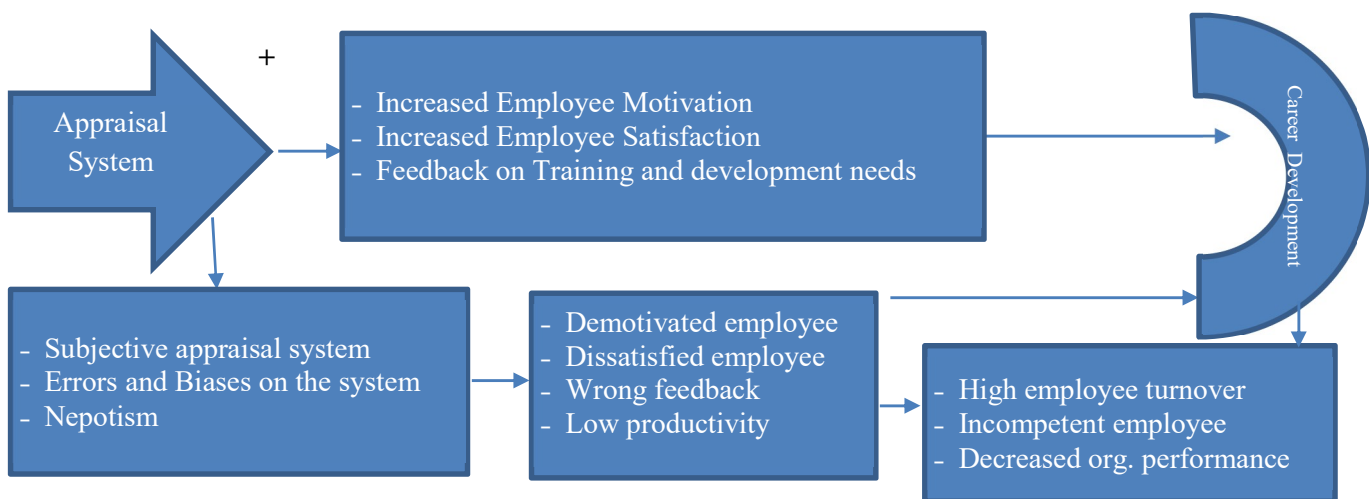 +
Appraisal
System
- Increased Employee Motivation
- Increased Employee Satisfaction
- Feedback on Training and development needs
Career Development
- Subjective appraisal system
- Errors and Biases on the system
- Nepotism
- Demotivated employee
- Dissatisfied employee
- Wrong feedback
- Low productivity
- High employee turnover
- Incompetent employee
- Decreased org. performance